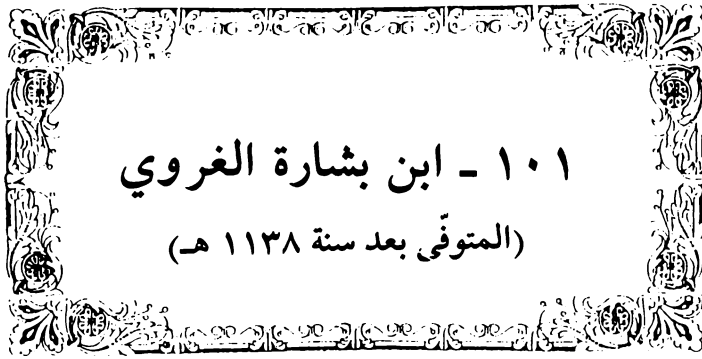 ١٠١ ـ ابن بشارة الغروي
(المتوفّى بعد سنة ١١٣٨ هـ)